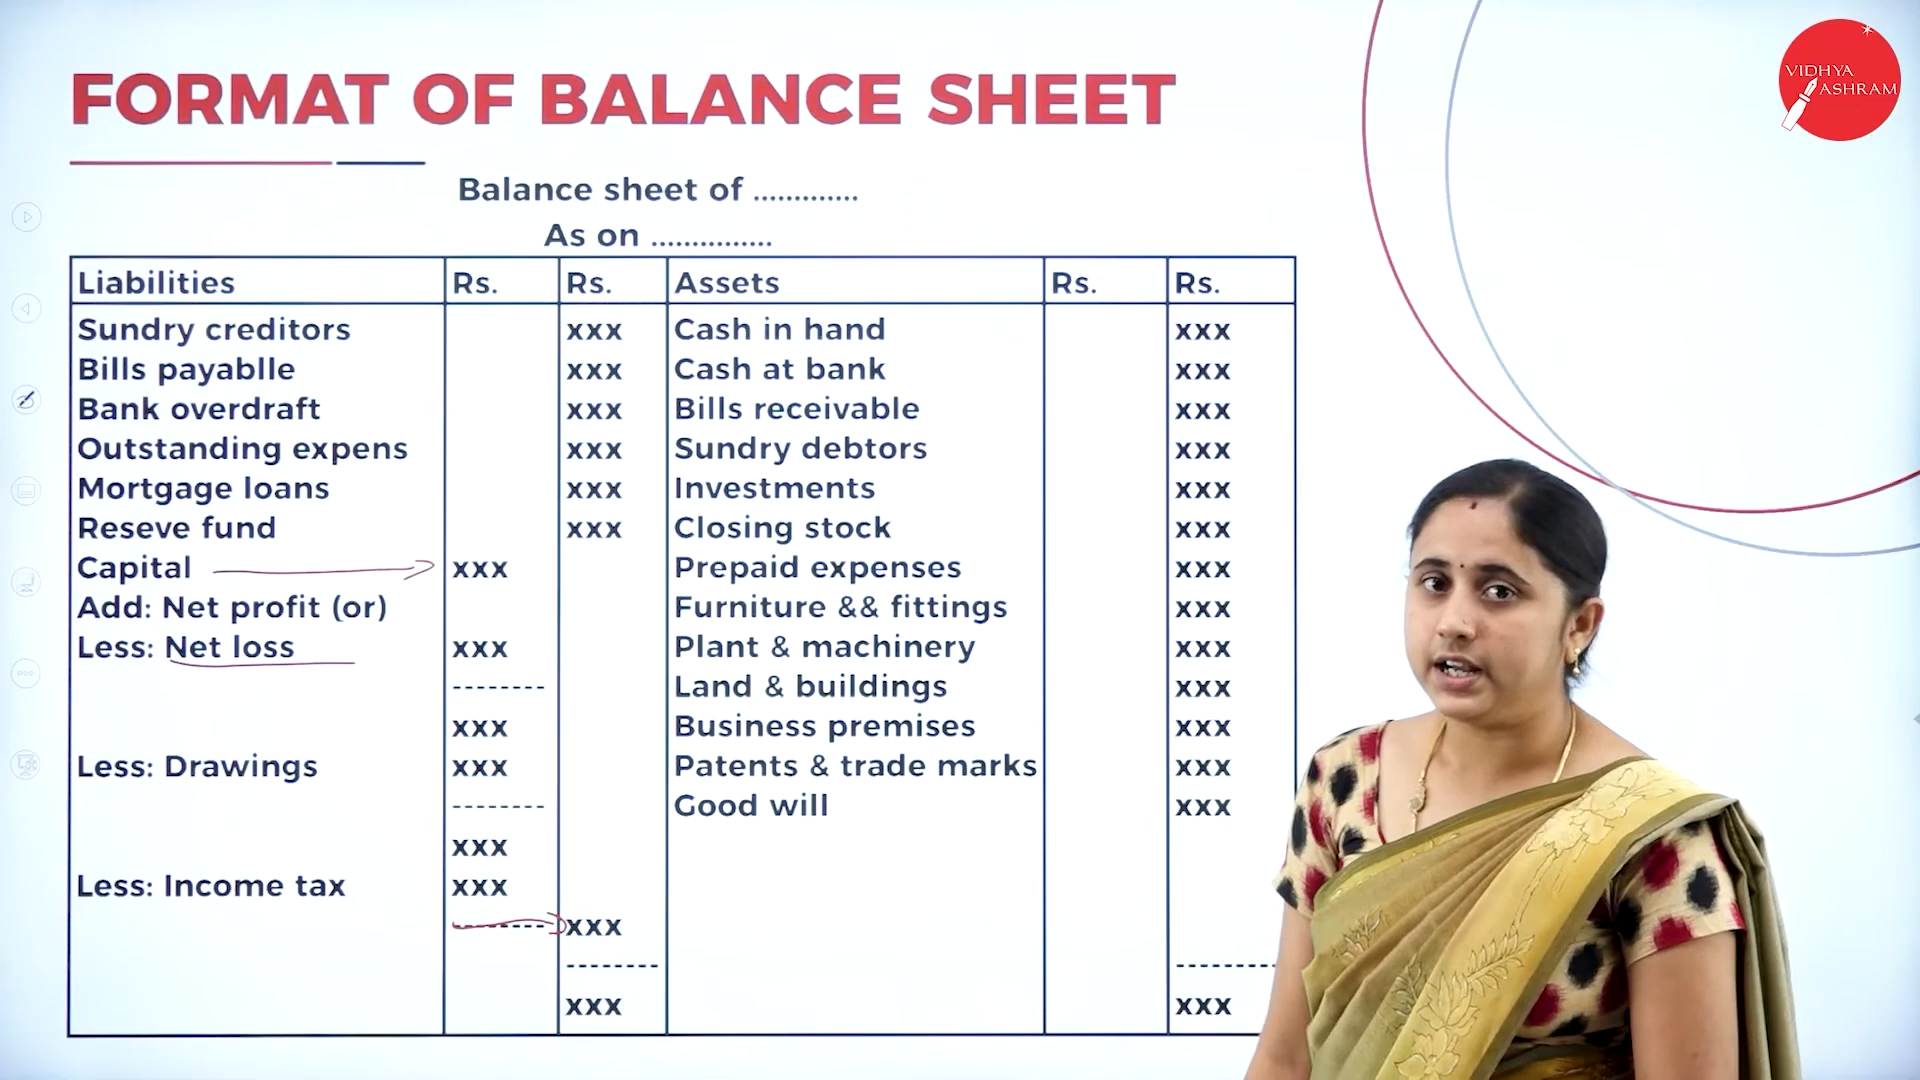 FORMAT OF BALANCE SHEET
VIDHYA
ASHRAM
Balance sheet of .............
As on ...............
Liabilities Rs. Rs. Assets Rs. Rs.
Sundry creditors xxx Cash in hand xxx
Bills payablle xxx Cash at bank xxx
Bank overdraft xxx Bills receivable xxx
Outstanding expens xxx Sundry debtors xxx
Mortgage loans xxx Investments xxx
Reseve fund xxx Closing stock xxx
Capital xxx Prepaid expenses xxx
Add: Net profit (or) Furniture && fittings xxx
Less: Net loss xxx Plant & machinery xxx
-------- Land & buildings xxx
xxx Business premises xxx
Less: Drawings xxx Patents & trade marks xxx
-------- Good will xxx
xxx
Less: Income tax xxx
-------- xxx
-------- --------
xxx xxx